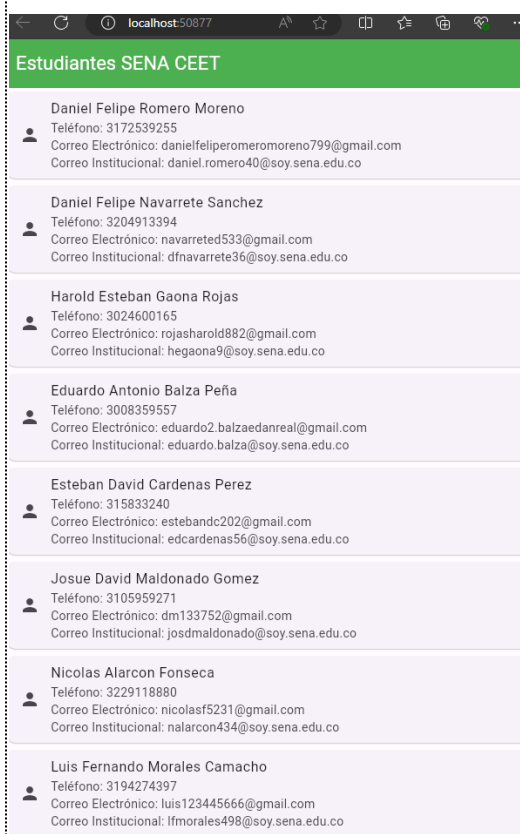 localhost:50877
Estudiantes SENA CEET
Daniel Felipe Romero Moreno
Teléfono: 3172539255
Correo Electrónico: danielfeliperomeromoreno799@gmail.com
Correo Institucional: daniel.romero40@soy.sena.edu.co
Daniel Felipe Navarrete Sanchez
Teléfono: 3204913394
Correo Electrónico: navarreted533@gmail.com
Correo Institucional: dfnavarrete36@soy.sena.edu.co
Harold Esteban Gaona Rojas
Teléfono: 3024600165
Correo Electrónico: rojasharold882@gmail.com
Correo Institucional: hegaona9@soy.sena.edu.co
Eduardo Antonio Balza Peña
Teléfono: 3008359557
Correo Electrónico: eduardo2.balzaedanreal@gmail.com
Correo Institucional: eduardo.balza@soy.sena.edu.co
Esteban David Cardenas Perez
Teléfono: 315833240
Correo Electrónico: estebandc202@gmail.com
Correo Institucional: edcardenas56@soy.sena.edu.co
Josue David Maldonado Gomez
Teléfono: 3105959271
Correo Electrónico: dm133752@gmail.com
Correo Institucional: josdmaldonado@soy.sena.edu.co
Nicolas Alarcon Fonseca
Teléfono: 3229118880
Correo Electrónico: nicolasf5231@gmail.com
Correo Institucional: nalarcon434@soy.sena.edu.co
Luis Fernando Morales Camacho
Teléfono: 3194274397
Correo Electrónico: luis123445666@gmail.com
Correo Institucional: lfmorales498@soy.sena.edu.co